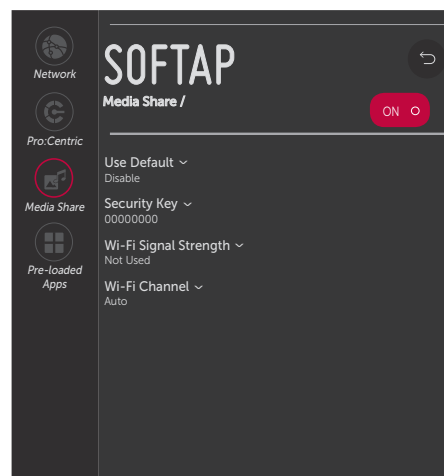 Network
Pro:Centric
Media Share
Pre-loaded
Apps
SOFTAP
Media Share /
ON
Use Default
Disable
Security Key
00000000
Wi-Fi Signal Strength
Not Used
Wi-Fi Channel
Auto